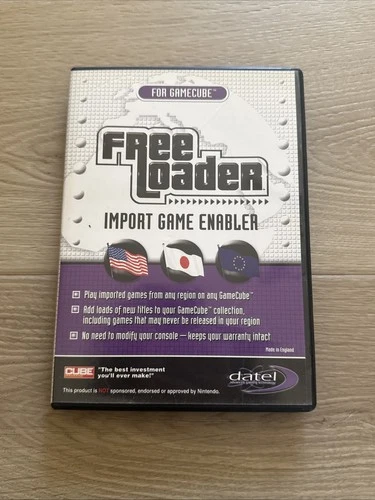 FOR GAMECUBE™
FREE
LOADER
IMPORT GAME ENABLER
Play imported games from any region on any GameCube™
Add loads of new titles to your GameCube™ collection,
including games that may never be released in your region
No need to modify your console – keeps your warranty intact
Made in England
CUBE
"The best investment
you'll ever make!"
datel
This product is NOT sponsored, endorsed or approved by Nintendo.